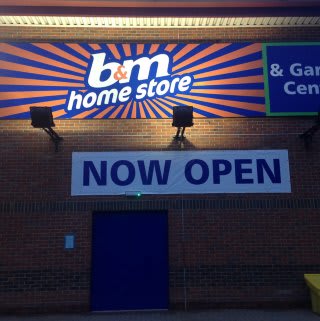 b&m
home store
& Gar
Cen
NOW OPEN